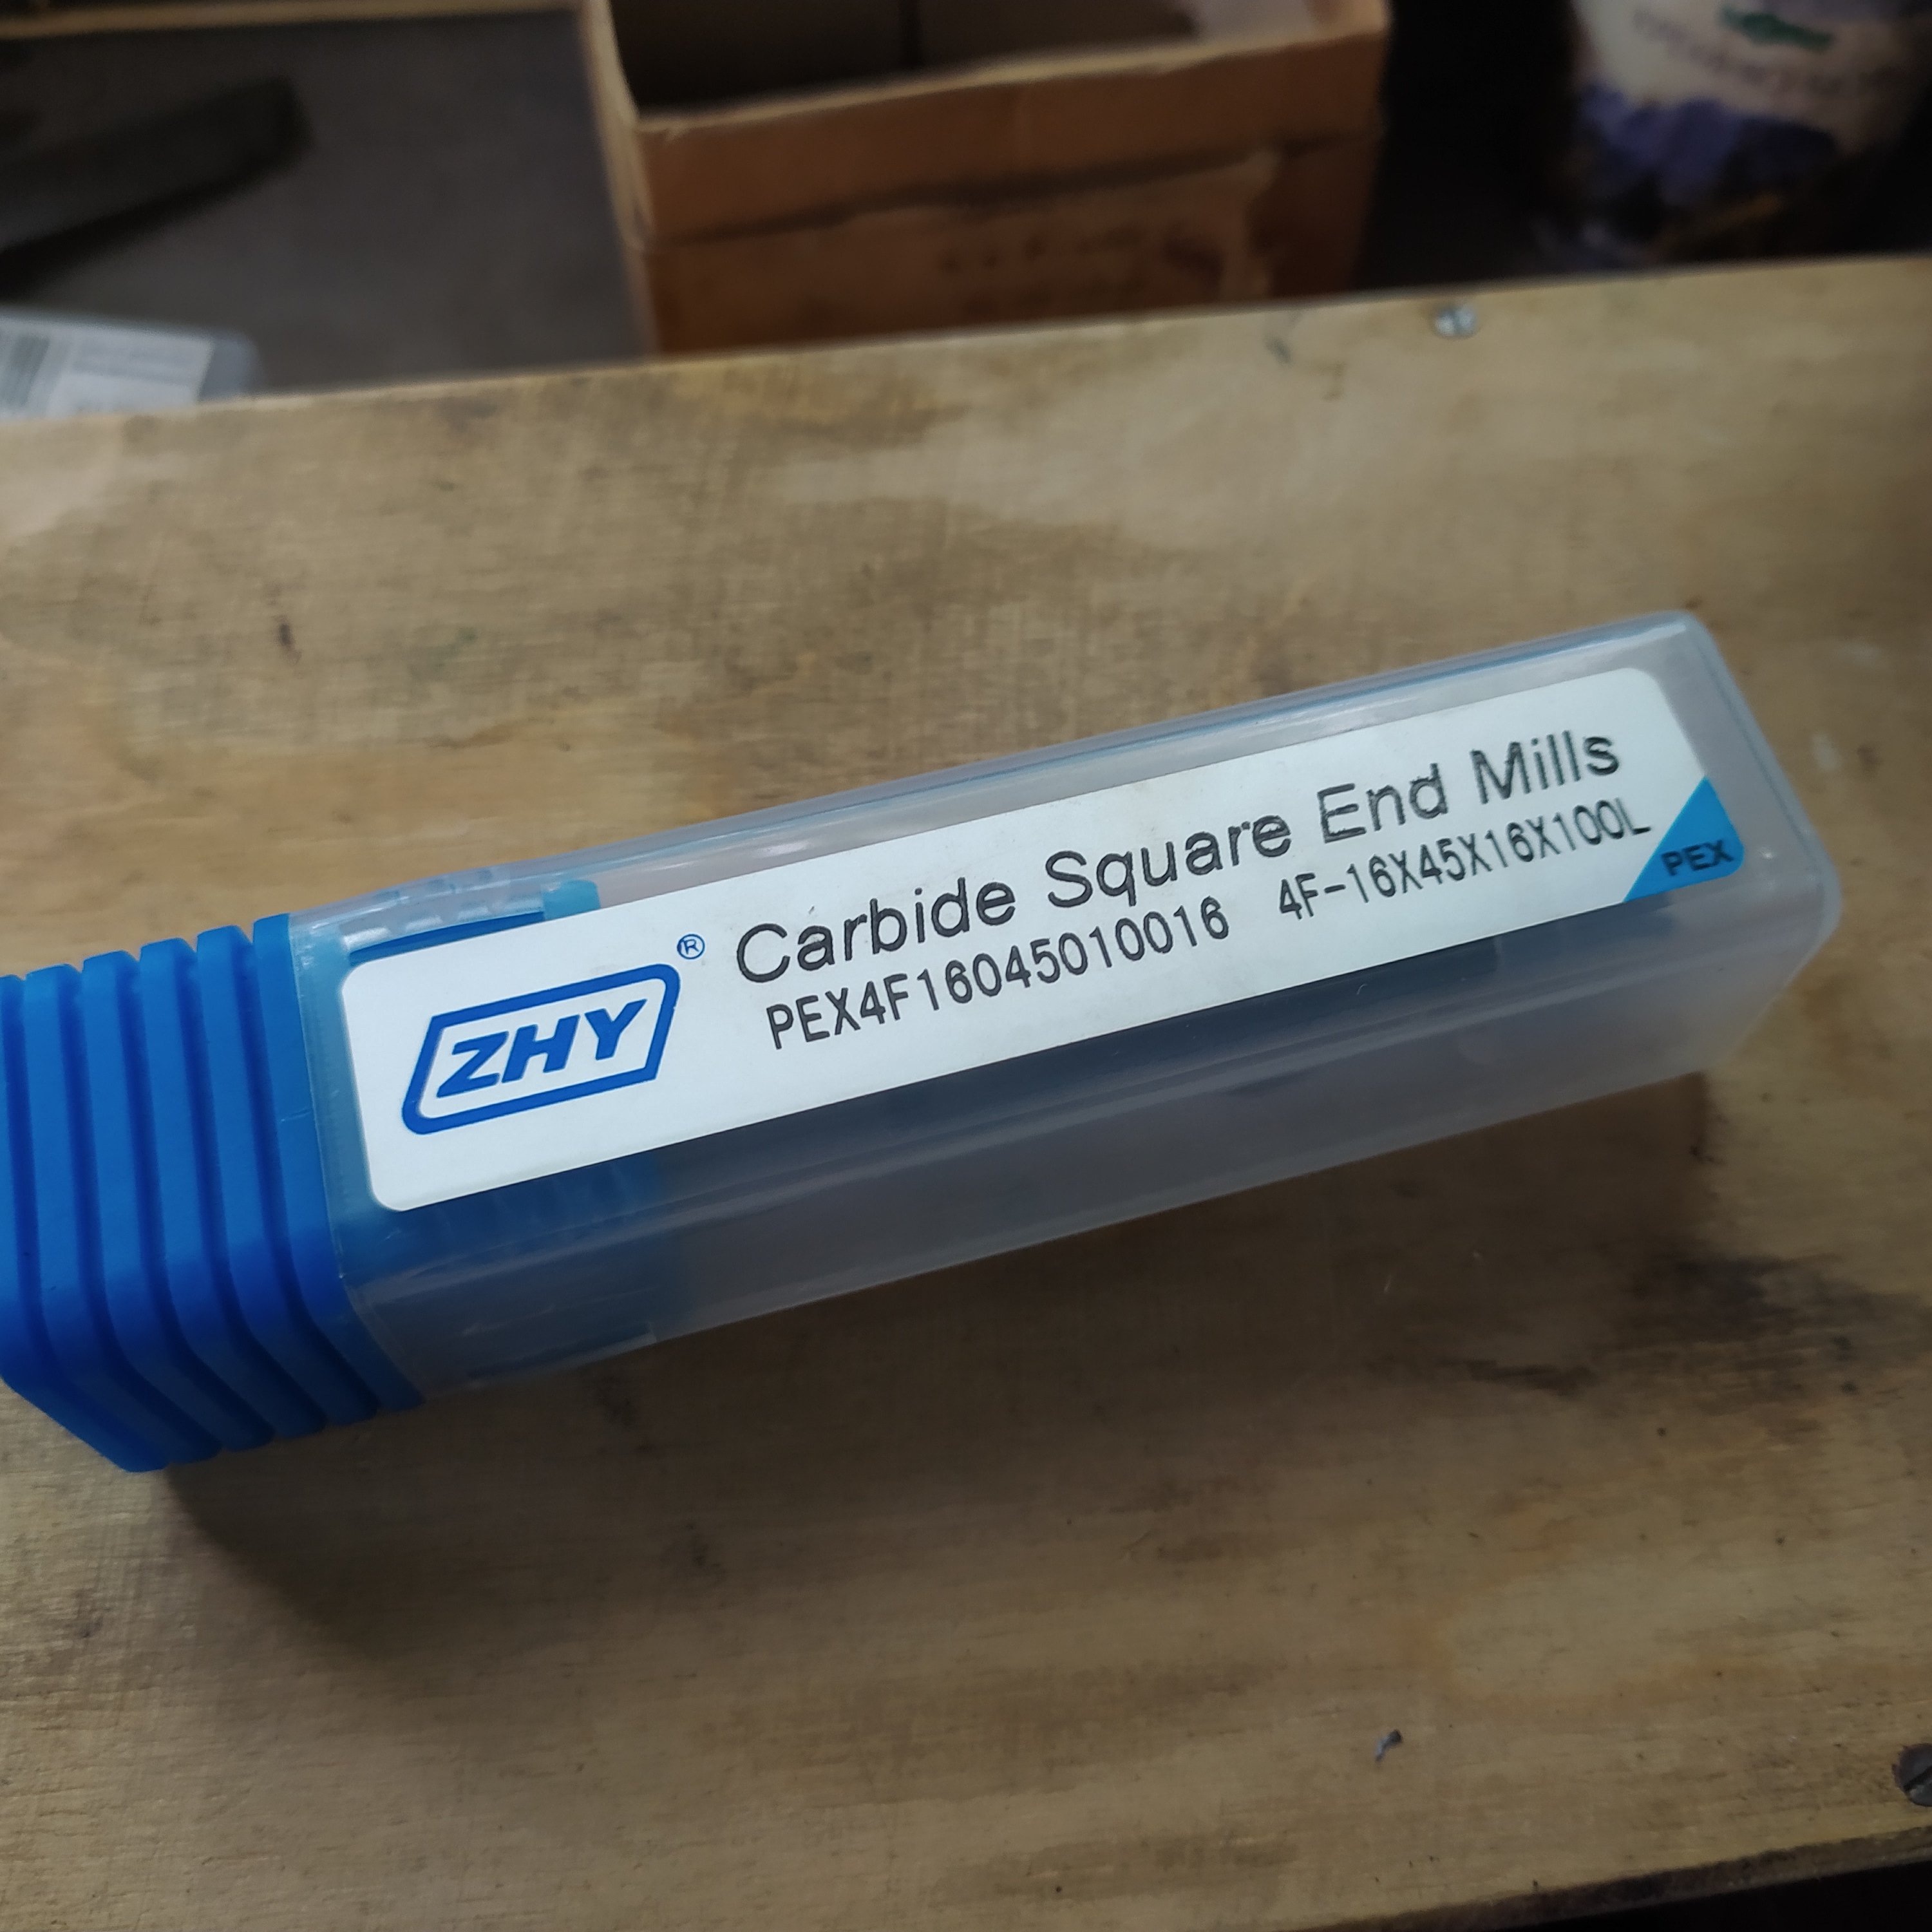 ZHY®
Carbide Square End Mills
PEX4F16045010016 4F-16X45X16X100L
PEX